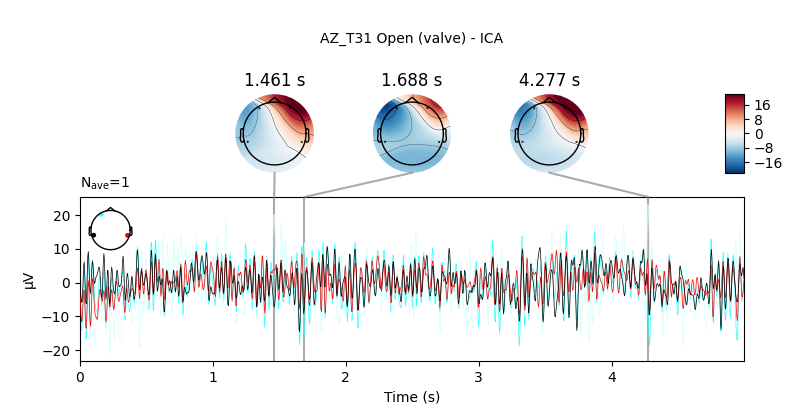 AZ_T31 Open (valve) - ICA
1.461 s
1.688 s
4.277 s
16
8
0
−8
−16
Nave=1
20
10
0
−10
−20
µV
0
1
2
3
4
Time (s)